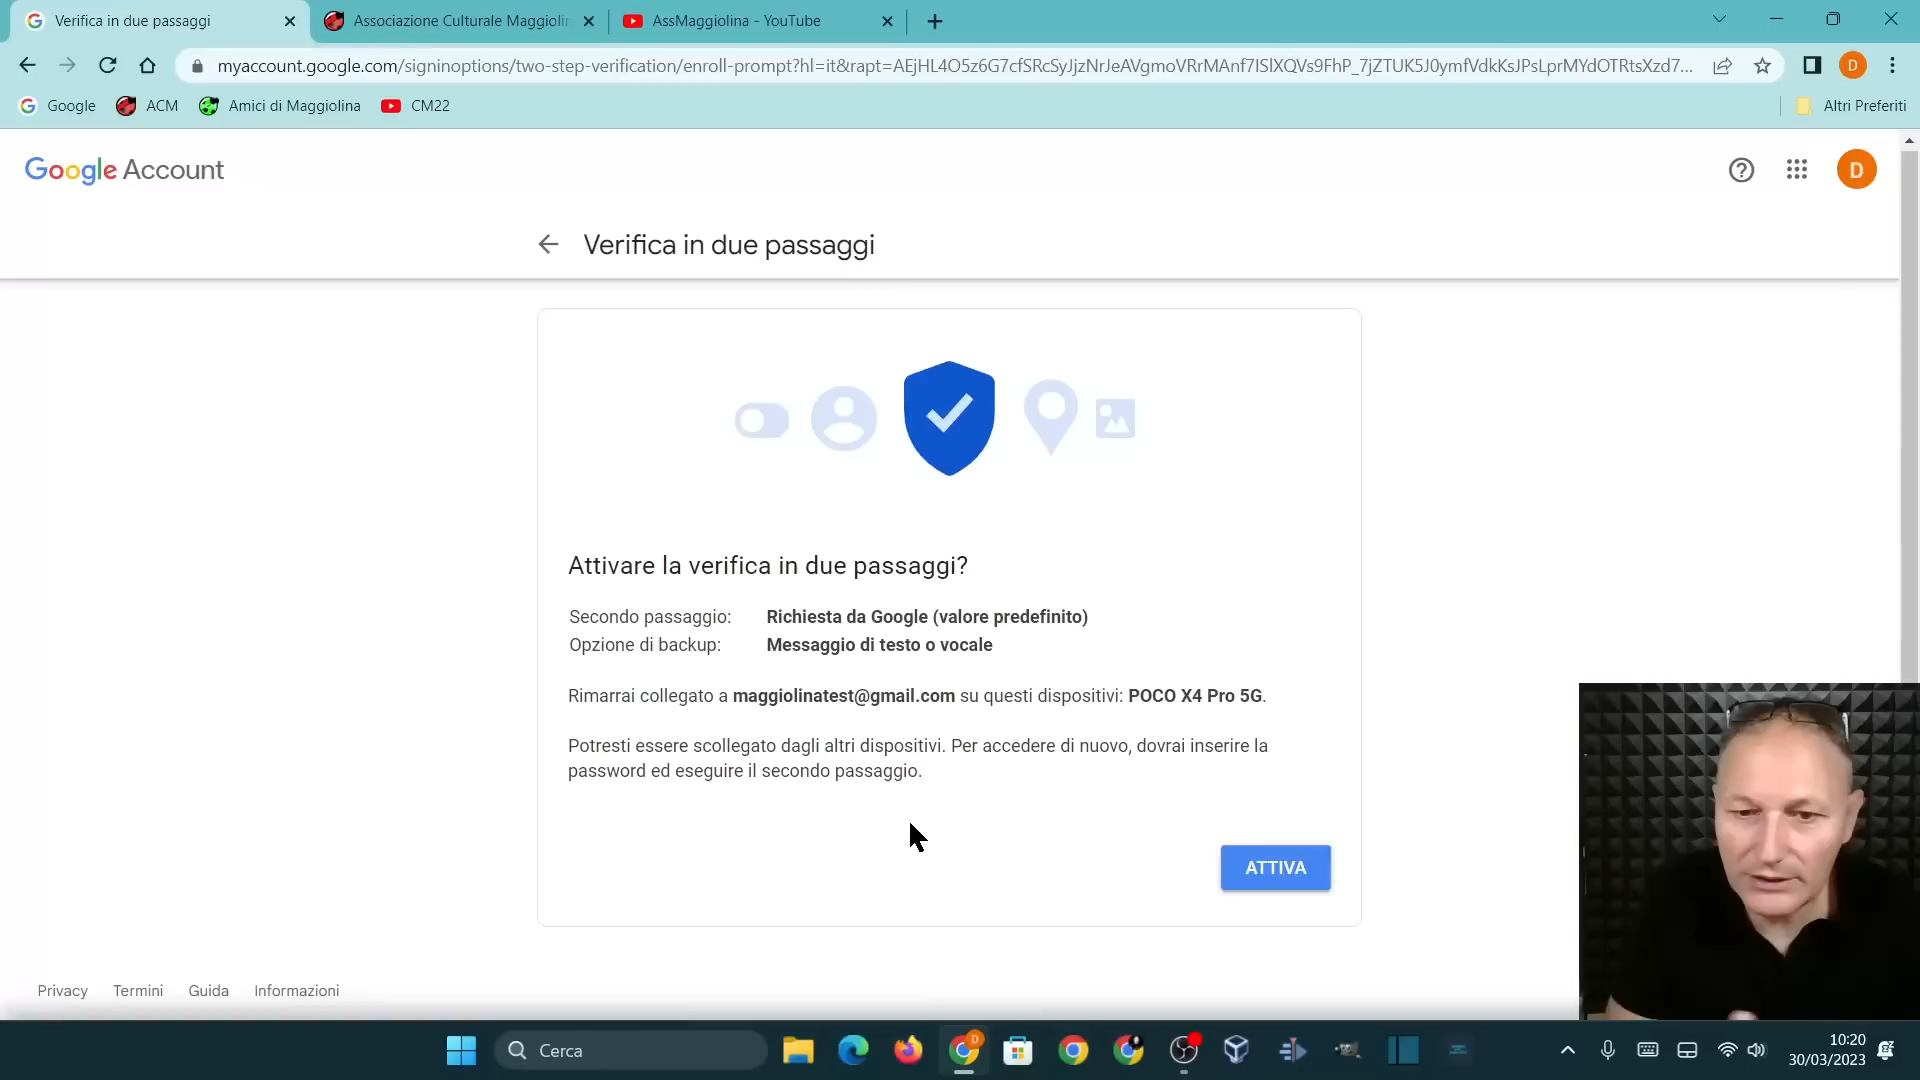 Verifica in due passaggi
Associazione Culturale Maggiolin
AssMaggiolina - YouTube
myaccount.google.com/signinoptions/two-step-verification/enroll-prompt?hl=it&rapt=AEjHL4O5z6G7cfSRcSyJjzNrJeAVgmoVRrMAnf7ISlXQVs9FhP_7jZTUK5J0ymfVdkKsJPsLprMYdOTRtsXzd7...
D
Google
ACM
Amici di Maggiolina
CM22
Altri Preferiti
Google Account
D
Verifica in due passaggi
Attivare la verifica in due passaggi?
Secondo passaggio: Richiesta da Google (valore predefinito)
Opzione di backup: Messaggio di testo o vocale
Rimarrai collegato a maggiolinatest@gmail.com su questi dispositivi: POCO X4 Pro 5G.
Potresti essere scollegato dagli altri dispositivi. Per accedere di nuovo, dovrai inserire la
password ed eseguire il secondo passaggio.
ATTIVA
Privacy Termini Guida Informazioni
Cerca
D
10:20
30/03/2023